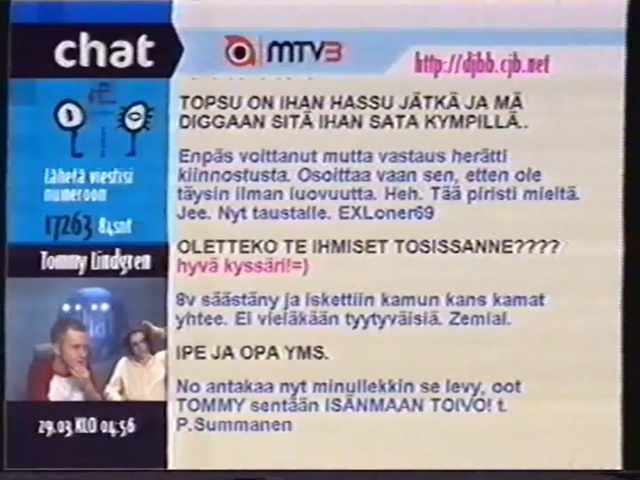 chat
MTV3
http://djbb.cjb.net
TOPSU ON IHAN HASSU JÄTKÄ JA MÄ
DIGGAAN SITÄ IHAN SATA KYMPILLÄ..
Enpäs voittanut mutta vastaus herätti
kiinnostusta. Osoittaa vaan sen, etten ole
täysin ilman luovuutta. Heh. Tää piristi mieltä.
Jee. Nyt taustalle. EXLoner69
OLETTEKO TE IHMISET TOSISSANNE????
hyvä kyssäri!=)
8v säästäny ja iskettiin kamun kans kamat
yhtee. Ei vieläkään tyytyväisiä. Zemial.
IPE JA OPA YMS.
No antakaa nyt minullekkin se levy, oot
TOMMY sentään ISÄNMAAN TOIVO! t.
P.Summanen
Lähetä viestisi
numeroon
17263 84snt
Tommy Lindgren
29.03 KLO 04:56